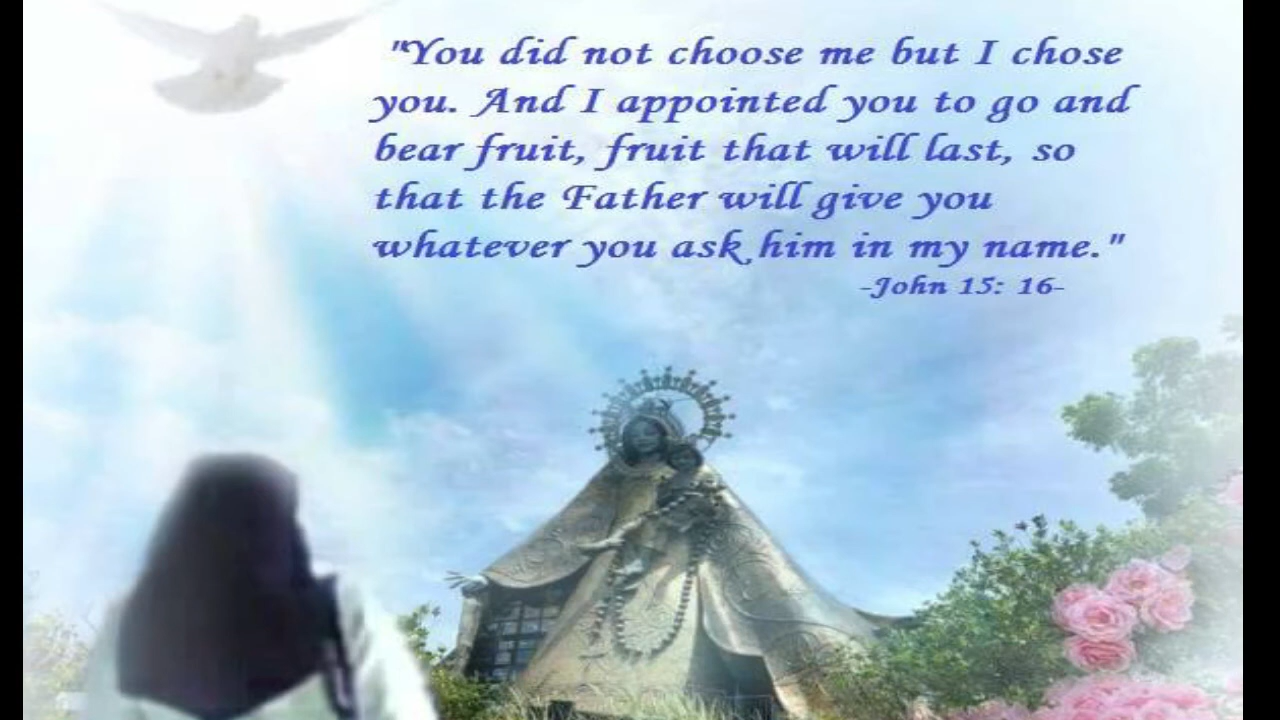 "You did not choose me but I chose
you. And I appointed you to go and
bear fruit, fruit that will last, so
that the Father will give you
whatever you ask him in my name."
-John 15: 16-